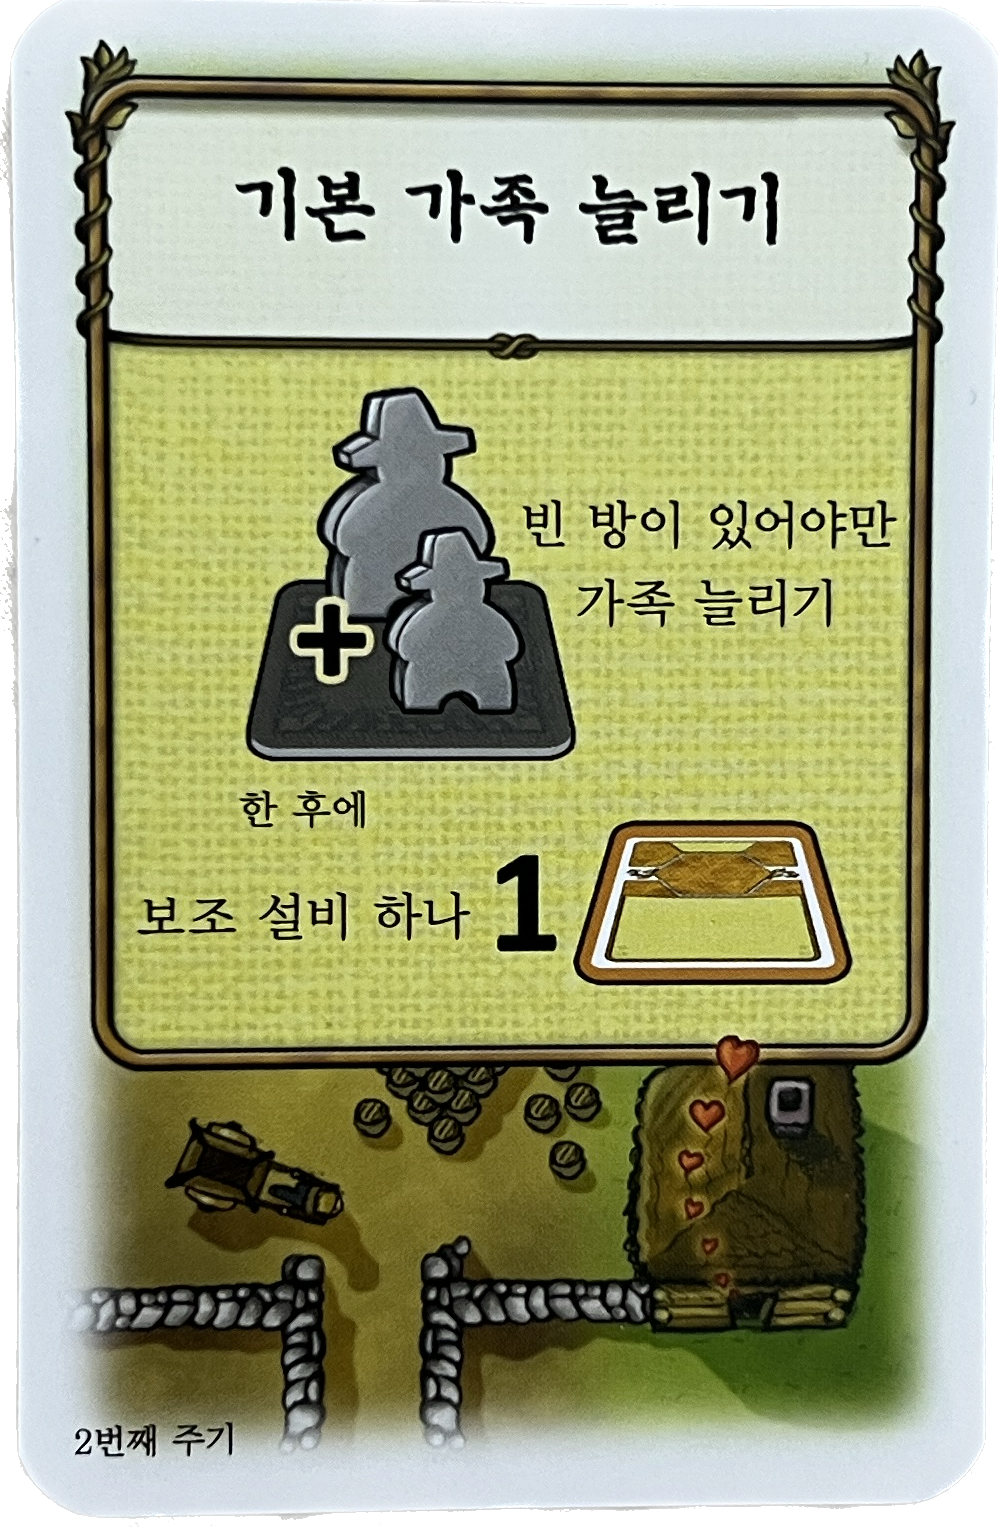 기본 가족 늘리기
빈 방이 있어야만
가족 늘리기
한 후에
보조 설비 하나 1
2번째 주기